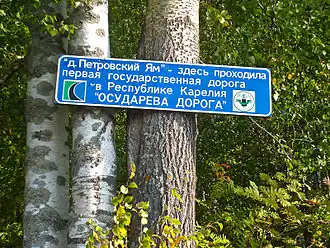 "д. Петровский Ям" - здесь проходила
первая государственная дорога
в Республике Карелия
"ОСУДАРЕВА ДОРОГА"